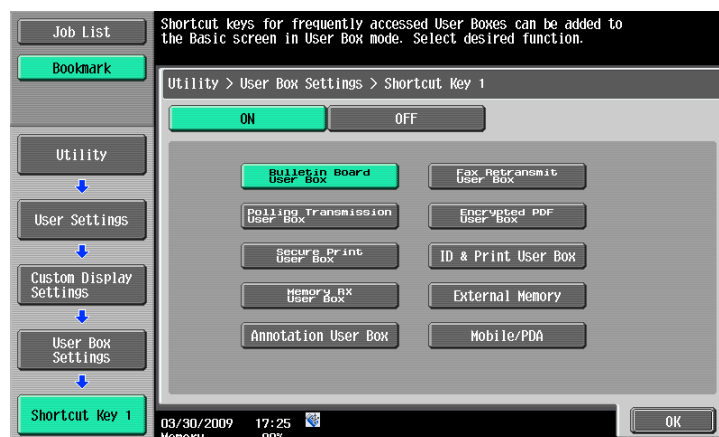 Job List
Bookmark
Shortcut keys for frequently accessed User Boxes can be added to
the Basic screen in User Box mode. Select desired function.
Utility > User Box Settings > Shortcut Key 1
ON
OFF
Utility
User Settings
Custom Display
Settings
User Box
Settings
Shortcut Key 1
Bulletin Board
User Box
Fax Retransmit
User Box
Polling Transmission
User Box
Encrypted PDF
User Box
Secure Print
User Box
ID & Print User Box
Memory RX
User Box
External Memory
Annotation User Box
Mobile/PDA
03/30/2009 17:25
Memory 99%
OK